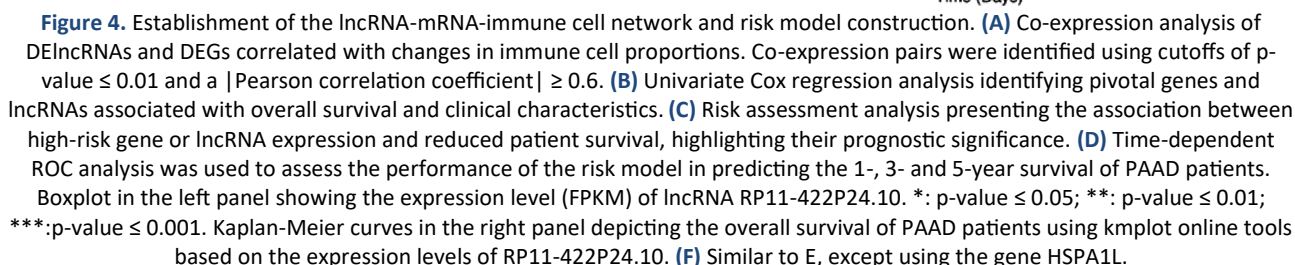 Figure 4. Establishment of the lncRNA-mRNA-immune cell network and risk model construction. (A) Co-expression analysis of
DElncRNAs and DEGs correlated with changes in immune cell proportions. Co-expression pairs were identified using cutoffs of p-
value ≤ 0.01 and a |Pearson correlation coefficient| ≥ 0.6. (B) Univariate Cox regression analysis identifying pivotal genes and
lncRNAs associated with overall survival and clinical characteristics. (C) Risk assessment analysis presenting the association between
high-risk gene or lncRNA expression and reduced patient survival, highlighting their prognostic significance. (D) Time-dependent
ROC analysis was used to assess the performance of the risk model in predicting the 1-, 3- and 5-year survival of PAAD patients.
Boxplot in the left panel showing the expression level (FPKM) of lncRNA RP11-422P24.10. *: p-value ≤ 0.05; **: p-value ≤ 0.01;
***:p-value ≤ 0.001. Kaplan-Meier curves in the right panel depicting the overall survival of PAAD patients using kmplot online tools
based on the expression levels of RP11-422P24.10. (F) Similar to E, except using the gene HSPA1L.